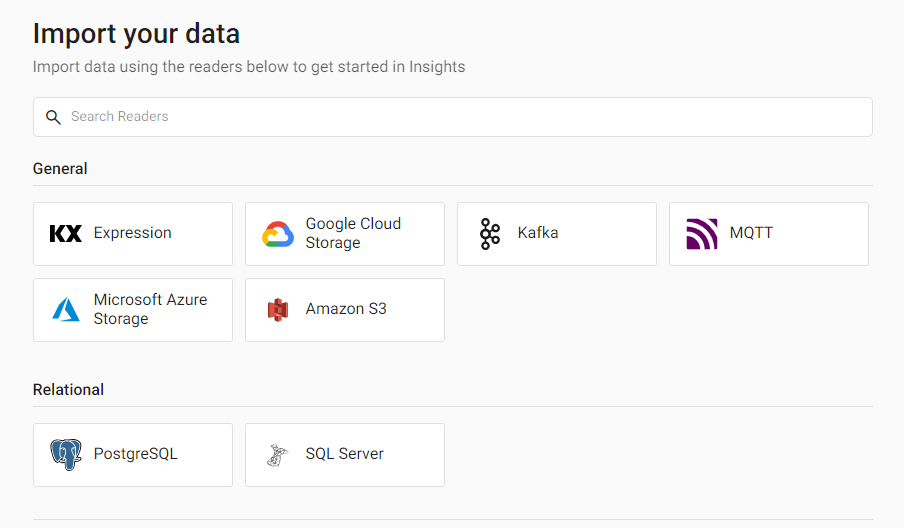 Import your data
Import data using the readers below to get started in Insights
Search Readers
General
KX Expression
Google Cloud
Storage
Kafka
MQTT
Microsoft Azure
Storage
Amazon S3
Relational
PostgreSQL
SQL Server